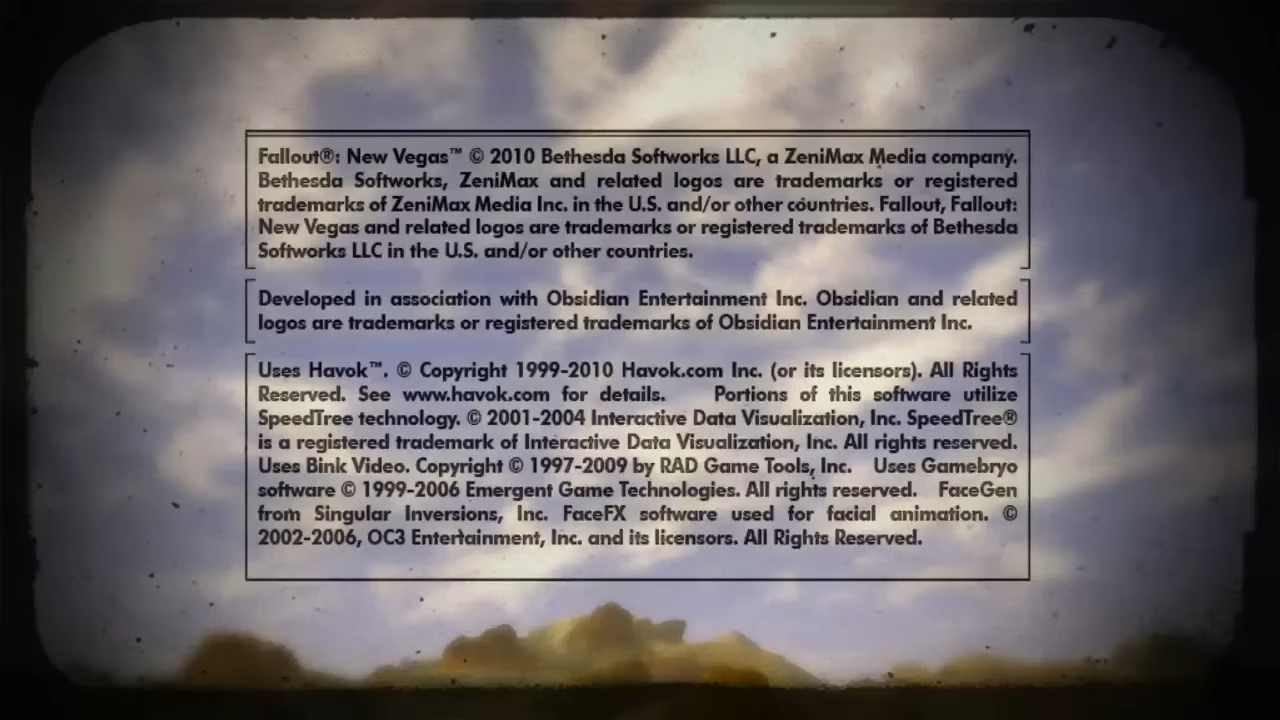 Fallout®: New Vegas™ © 2010 Bethesda Softworks LLC, a ZeniMax Media company.
Bethesda Softworks, ZeniMax and related logos are trademarks or registered
trademarks of ZeniMax Media Inc. in the U.S. and/or other countries. Fallout, Fallout:
New Vegas and related logos are trademarks or registered trademarks of Bethesda
Softworks LLC in the U.S. and/or other countries.
Developed in association with Obsidian Entertainment Inc. Obsidian and related
logos are trademarks or registered trademarks of Obsidian Entertainment Inc.
Uses Havok™. © Copyright 1999-2010 Havok.com Inc. (or its licensors). All Rights
Reserved. See www.havok.com for details. Portions of this software utilize
SpeedTree technology. © 2001-2004 Interactive Data Visualization, Inc. SpeedTree®
is a registered trademark of Interactive Data Visualization, Inc. All rights reserved.
Uses Bink Video. Copyright © 1997-2009 by RAD Game Tools, Inc. Uses Gamebryo
software © 1999-2006 Emergent Game Technologies. All rights reserved. FaceGen
from Singular Inversions, Inc. FaceFX software used for facial animation. ©
2002-2006, OC3 Entertainment, Inc. and its licensors. All Rights Reserved.